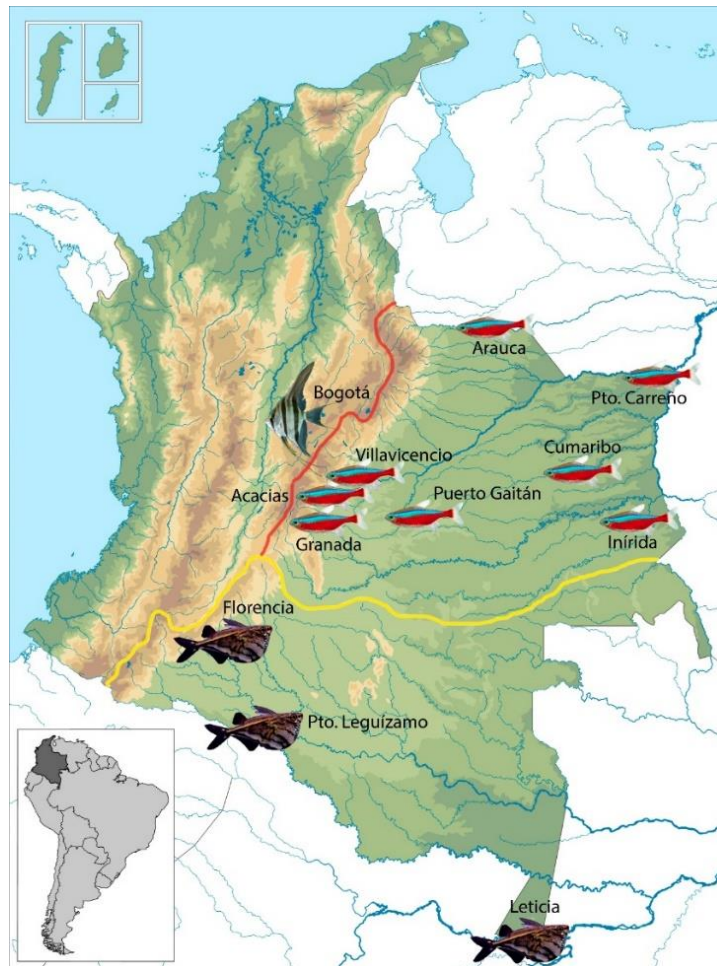 Arauca
Bogotá
Pto. Carreño
Villavicencio
Cumaribo
Acacias
Puerto Gaitán
Granada
Inírida
Florencia
Pto. Leguízamo
Leticia